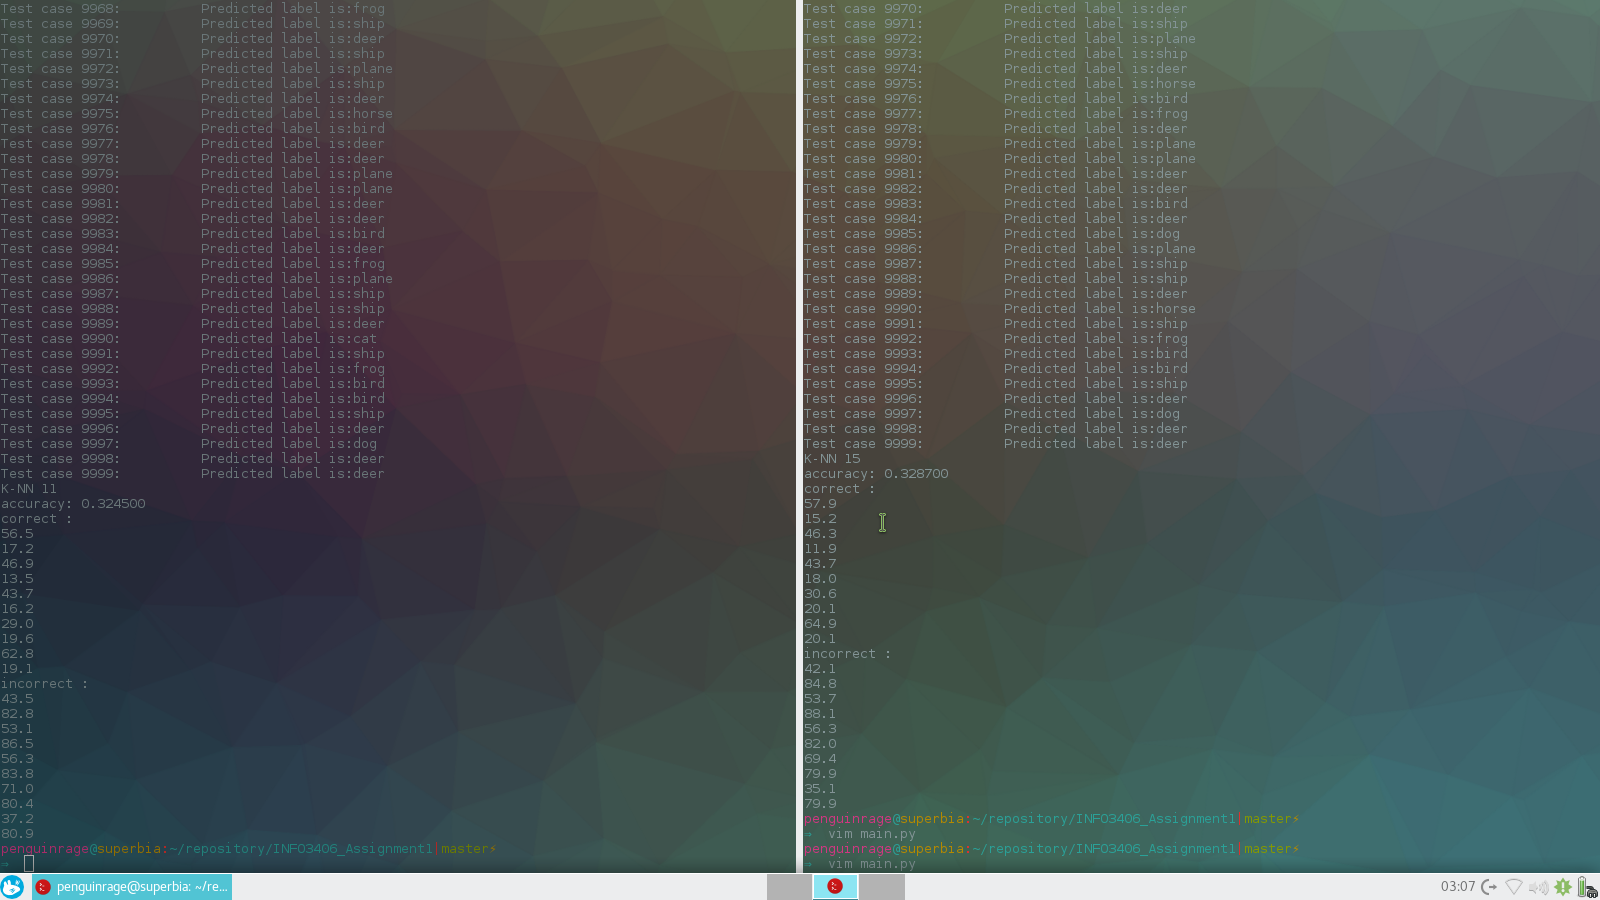 Test case 9968:          Predicted label is:frog
Test case 9969:          Predicted label is:ship
Test case 9970:          Predicted label is:deer
Test case 9971:          Predicted label is:ship
Test case 9972:          Predicted label is:plane
Test case 9973:          Predicted label is:ship
Test case 9974:          Predicted label is:deer
Test case 9975:          Predicted label is:horse
Test case 9976:          Predicted label is:bird
Test case 9977:          Predicted label is:deer
Test case 9978:          Predicted label is:deer
Test case 9979:          Predicted label is:plane
Test case 9980:          Predicted label is:plane
Test case 9981:          Predicted label is:deer
Test case 9982:          Predicted label is:deer
Test case 9983:          Predicted label is:bird
Test case 9984:          Predicted label is:deer
Test case 9985:          Predicted label is:frog
Test case 9986:          Predicted label is:plane
Test case 9987:          Predicted label is:ship
Test case 9988:          Predicted label is:ship
Test case 9989:          Predicted label is:deer
Test case 9990:          Predicted label is:cat
Test case 9991:          Predicted label is:ship
Test case 9992:          Predicted label is:frog
Test case 9993:          Predicted label is:bird
Test case 9994:          Predicted label is:bird
Test case 9995:          Predicted label is:ship
Test case 9996:          Predicted label is:deer
Test case 9997:          Predicted label is:dog
Test case 9998:          Predicted label is:deer
Test case 9999:          Predicted label is:deer
K-NN 11
accuracy: 0.324500
correct :
56.5
17.2
46.9
13.5
43.7
16.2
29.0
19.6
62.8
19.1
incorrect :
43.5
82.8
53.1
86.5
56.3
83.8
71.0
80.4
37.2
80.9
penguinrage@superbia:~/repository/INFO3406_Assignment1|master⚡
⇒
Test case 9970:          Predicted label is:deer
Test case 9971:          Predicted label is:ship
Test case 9972:          Predicted label is:plane
Test case 9973:          Predicted label is:ship
Test case 9974:          Predicted label is:deer
Test case 9975:          Predicted label is:horse
Test case 9976:          Predicted label is:bird
Test case 9977:          Predicted label is:frog
Test case 9978:          Predicted label is:deer
Test case 9979:          Predicted label is:plane
Test case 9980:          Predicted label is:plane
Test case 9981:          Predicted label is:deer
Test case 9982:          Predicted label is:deer
Test case 9983:          Predicted label is:bird
Test case 9984:          Predicted label is:deer
Test case 9985:          Predicted label is:dog
Test case 9986:          Predicted label is:plane
Test case 9987:          Predicted label is:ship
Test case 9988:          Predicted label is:ship
Test case 9989:          Predicted label is:deer
Test case 9990:          Predicted label is:horse
Test case 9991:          Predicted label is:ship
Test case 9992:          Predicted label is:frog
Test case 9993:          Predicted label is:bird
Test case 9994:          Predicted label is:bird
Test case 9995:          Predicted label is:ship
Test case 9996:          Predicted label is:deer
Test case 9997:          Predicted label is:dog
Test case 9998:          Predicted label is:deer
Test case 9999:          Predicted label is:deer
K-NN 15
accuracy: 0.328700
correct :
57.9
15.2
46.3
11.9
43.7
18.0
30.6
20.1
64.9
20.1
incorrect :
42.1
84.8
53.7
88.1
56.3
82.0
69.4
79.9
35.1
79.9
penguinrage@superbia:~/repository/INFO3406_Assignment1|master⚡
⇒  vim main.py
penguinrage@superbia:~/repository/INFO3406_Assignment1|master⚡
⇒  vim main.py
penguinrage@superbia: ~/re...
03:07